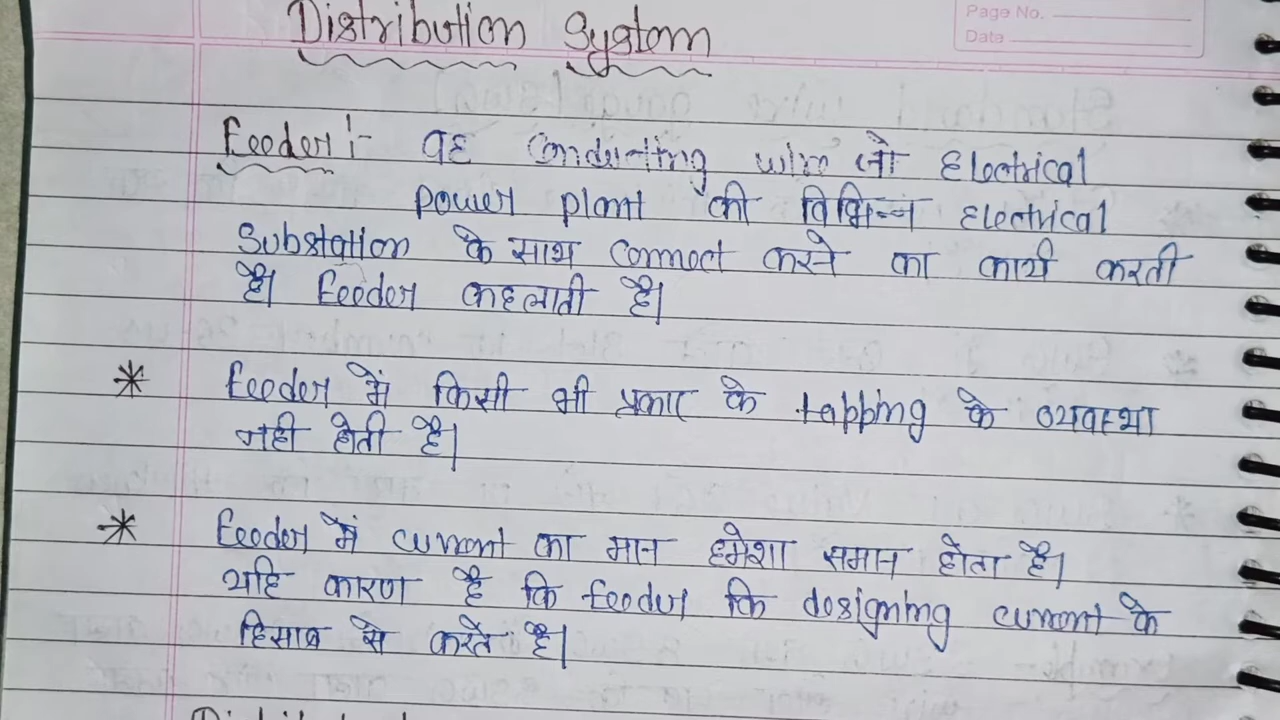 Page No.
Date
Distribution System
Feeder :- वह Conducting wire जो Electrical
Power plant को विभिन्न Electrical
Substation के साथ Connect करने का कार्य करती
है। Feeder कहलाती है।
* Feeder में किसी भी प्रकार के tapping के व्यवस्था
नही होती है।
* Feeder में current का मान हमेशा समान होता है।
यहि कारण है कि feeder कि designing current के
हिसाब से करते है।